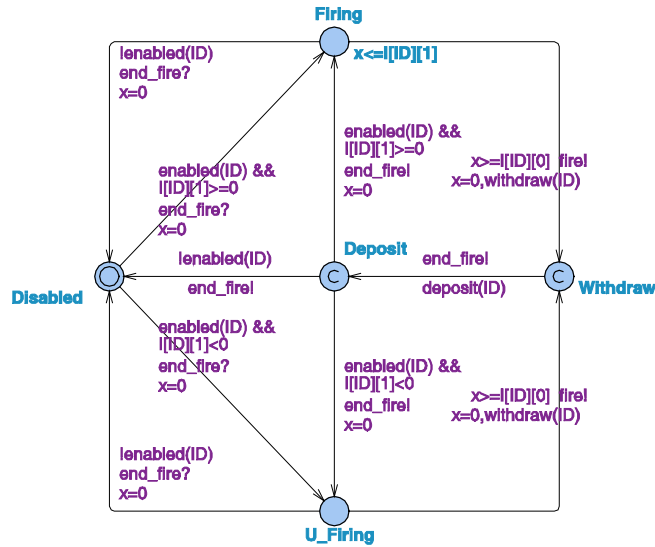 Firing
!enabled(ID)
end_fire?
x=0
x<=I[ID][1]
enabled(ID) &&
I[ID][1]>=0
end_fire!
x=0
x>=I[ID][0] fire!
x=0,withdraw(ID)
enabled(ID) &&
I[ID][1]>=0
end_fire?
x=0
Deposit
!enabled(ID)
end_fire!
C
end_fire!
deposit(ID)
C
Disabled
Withdraw
enabled(ID) &&
I[ID][1]<0
end_fire?
x=0
enabled(ID) &&
I[ID][1]<0
end_fire!
x=0
x>=I[ID][0] fire!
x=0,withdraw(ID)
!enabled(ID)
end_fire?
x=0
U_Firing